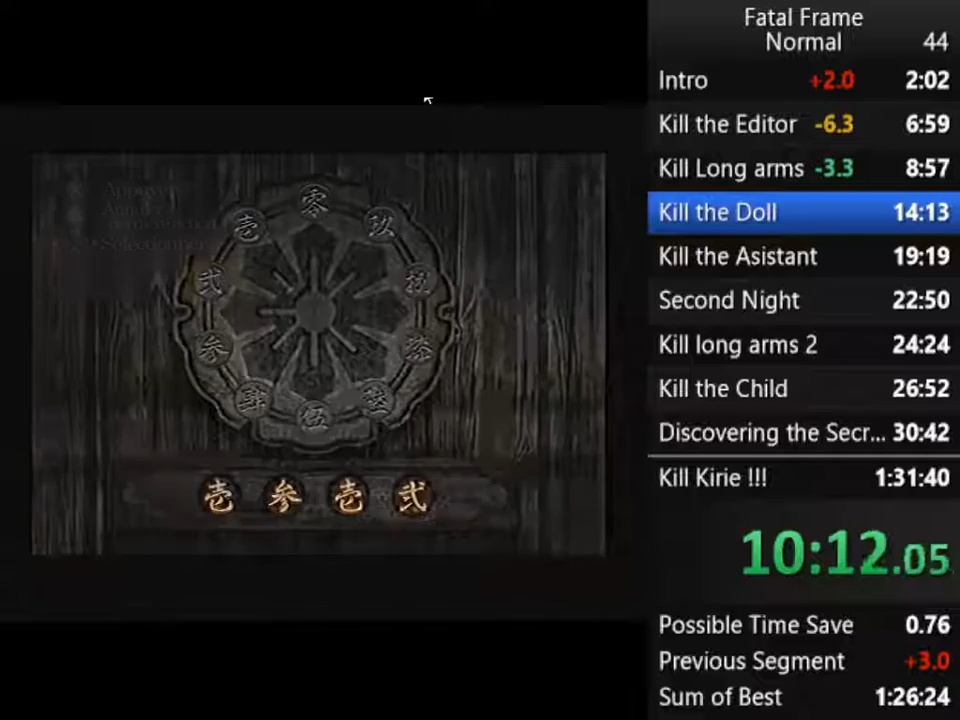 Appuyer
Annuler
Sélectionner
零
壱 玖
弐 捌
参 漆
肆 陸
伍
壱 参 壱 弐
Fatal Frame
Normal 44
Intro +2.0 2:02
Kill the Editor -6.3 6:59
Kill Long arms -3.3 8:57
Kill the Doll 14:13
Kill the Asistant 19:19
Second Night 22:50
Kill long arms 2 24:24
Kill the Child 26:52
Discovering the Secr... 30:42
Kill Kirie !!! 1:31:40
10:12.05
Possible Time Save 0.76
Previous Segment +3.0
Sum of Best 1:26:24